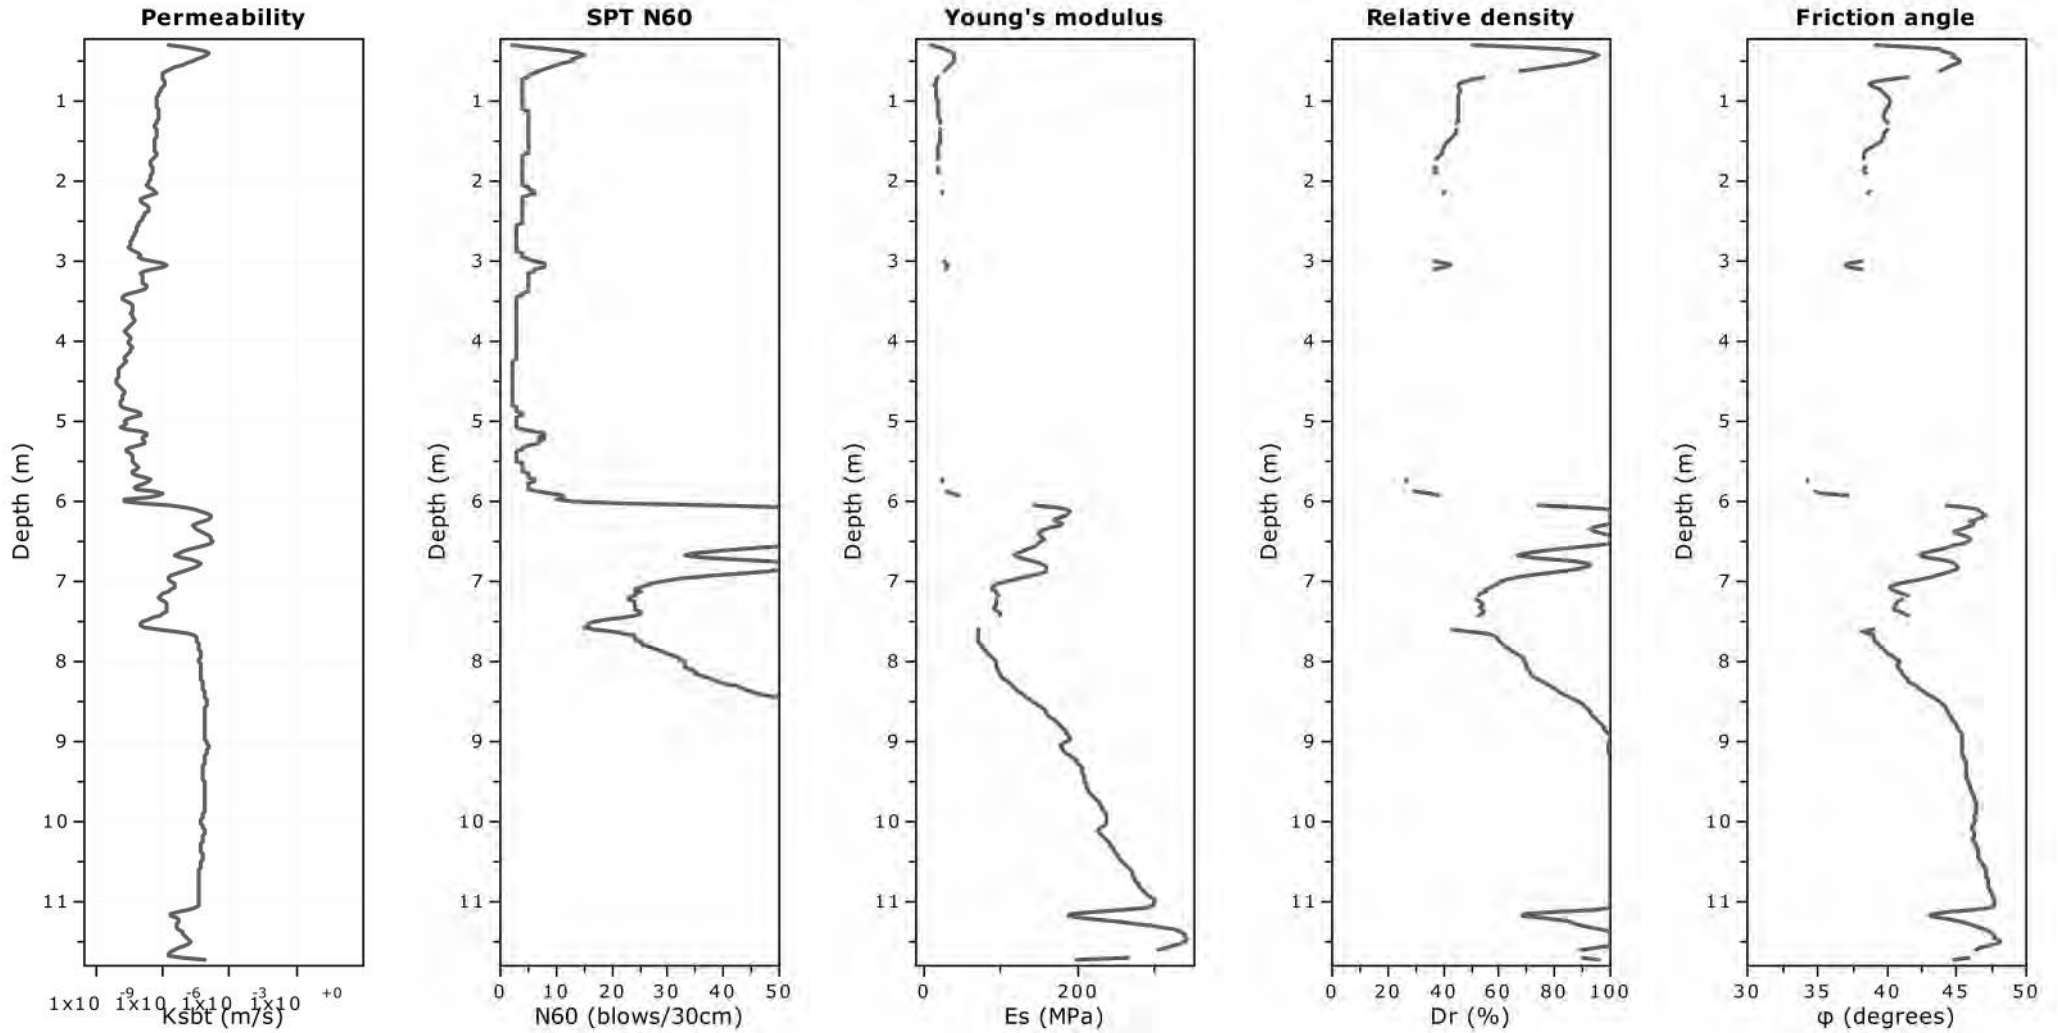 Permeability
Depth (m)
1
2
3
4
5
6
7
8
9
10
11
1x10 -9 1x10 -6 1x10 -3 1x10 +0
Ksbt (m/s)
SPT N60
Depth (m)
1
2
3
4
5
6
7
8
9
10
11
0 10 20 30 40 50
N60 (blows/30cm)
Young's modulus
Depth (m)
1
2
3
4
5
6
7
8
9
10
11
0 200
Es (MPa)
Relative density
Depth (m)
1
2
3
4
5
6
7
8
9
10
11
0 20 40 60 80 100
Dr (%)
Friction angle
Depth (m)
1
2
3
4
5
6
7
8
9
10
11
30 35 40 45 50
φ (degrees)